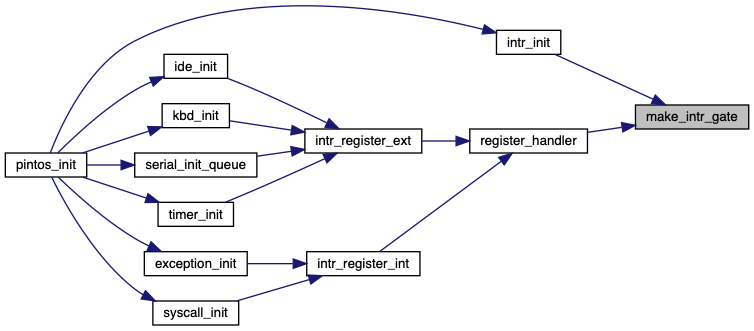 intr_init
ide_init
kbd_init
make_intr_gate
intr_register_ext
register_handler
pintos_init
serial_init_queue
timer_init
exception_init
intr_register_int
syscall_init